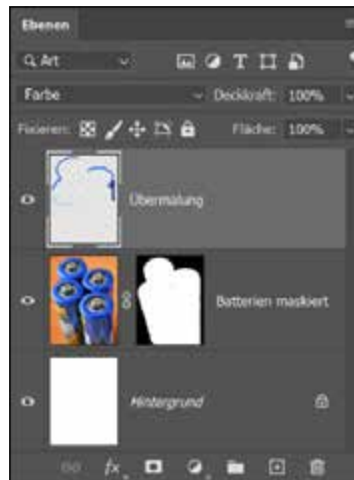 Ebenen
Art
Farbe Deckkraft: 100%
Fixieren: Fläche: 100%
Übermalung
Batterien maskiert
Hintergrund
fx